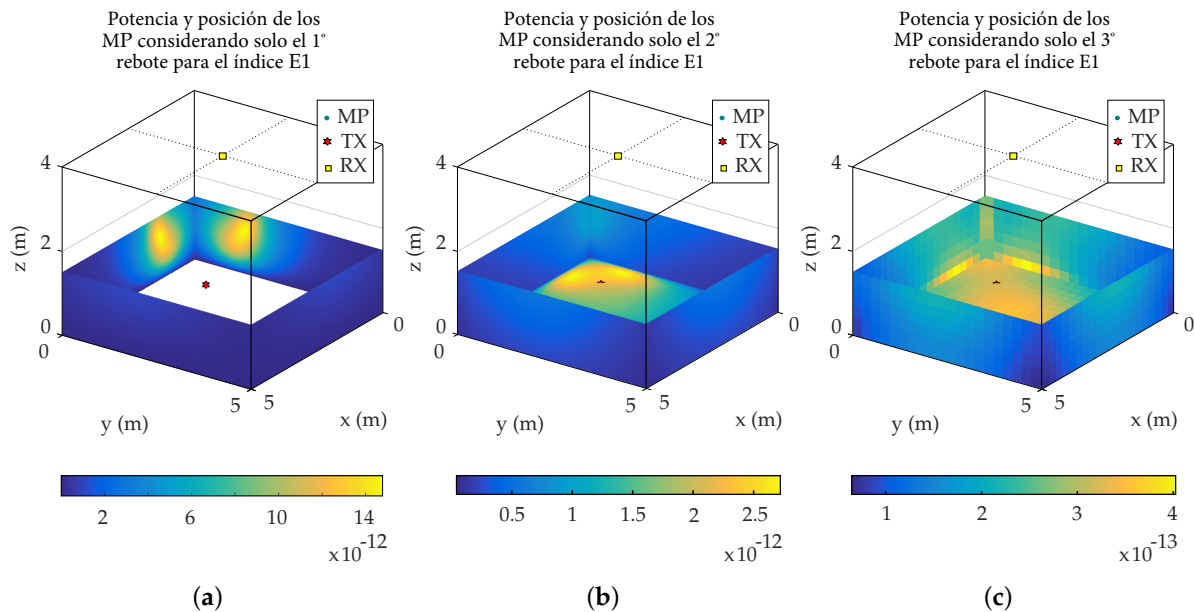 Potencia y posición de los
MP considerando solo el 1°
rebote para el índice E1
MP
TX
RX
4
2
0
z (m)
0
5
y (m)
5
0
x (m)
2
6
10
14
x10
-12
(a)
Potencia y posición de los
MP considerando solo el 2°
rebote para el índice E1
MP
TX
RX
4
2
0
z (m)
0
5
y (m)
5
0
x (m)
0.5
1
1.5
2
2.5
x10
-12
(b)
Potencia y posición de los
MP considerando solo el 3°
rebote para el índice E1
MP
TX
RX
4
2
0
z (m)
0
5
y (m)
5
0
x (m)
1
2
3
4
x10
-13
(c)